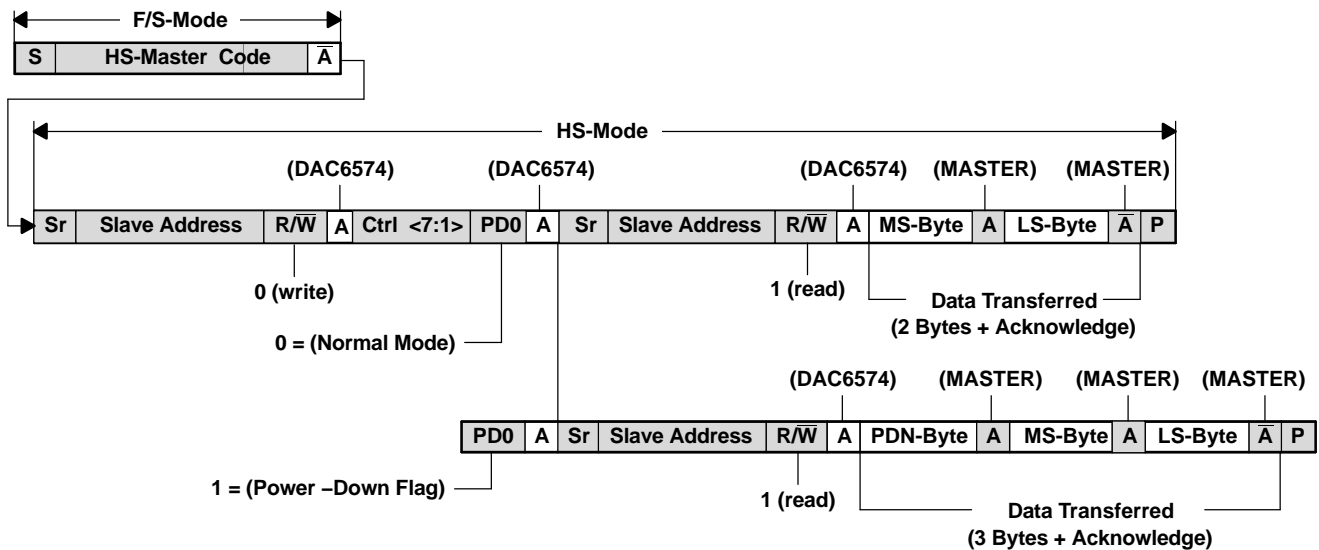 F/S-Mode
S HS-Master Code A̅
HS-Mode
(DAC6574) (DAC6574) (DAC6574) (MASTER) (MASTER)
Sr Slave Address R/W̅ A Ctrl <7:1> PD0 A Sr Slave Address R/W̅ A MS-Byte A LS-Byte A̅ P
0 (write) 1 (read) Data Transferred
(2 Bytes + Acknowledge)
0 = (Normal Mode)
(DAC6574) (MASTER) (MASTER) (MASTER)
PD0 A Sr Slave Address R/W̅ A PDN-Byte A MS-Byte A LS-Byte A̅ P
1 = (Power –Down Flag) 1 (read) Data Transferred
(3 Bytes + Acknowledge)